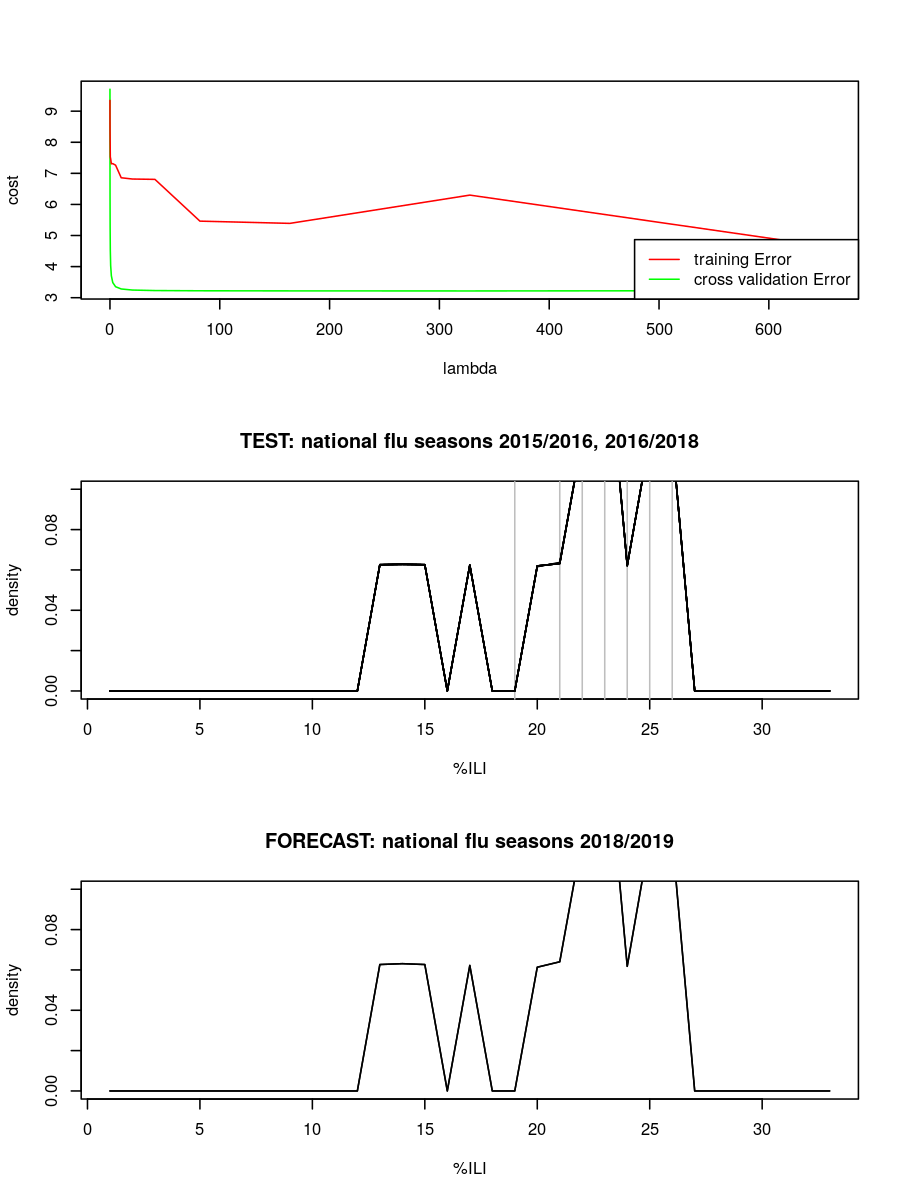 9
8
7
6
5
4
3
cost
training Error
cross validation Error
0 100 200 300 400 500 600
lambda
TEST: national flu seasons 2015/2016, 2016/2018
0.08
0.04
0.00
density
0 5 10 15 20 25 30
%ILI
FORECAST: national flu seasons 2018/2019
0.08
0.04
0.00
density
0 5 10 15 20 25 30
%ILI